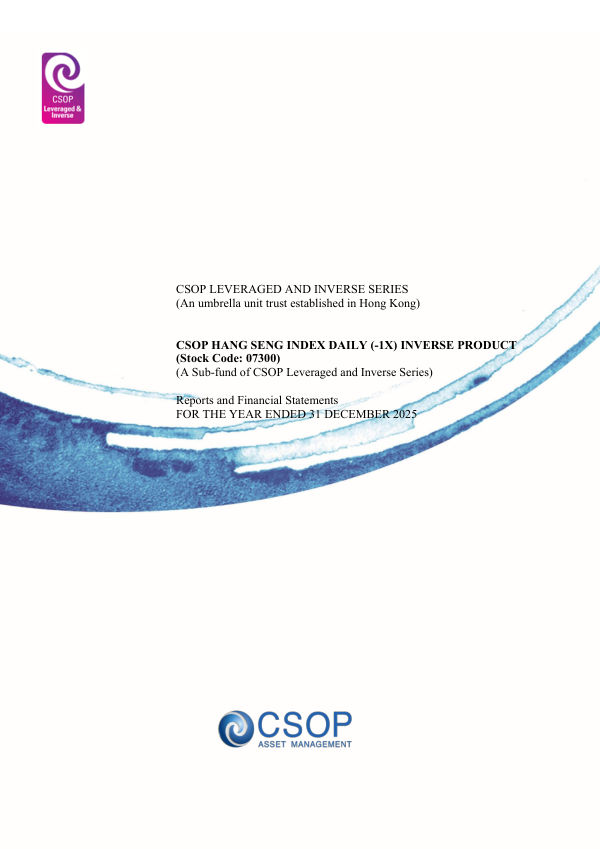 CSOP
Leveraged &
Inverse
CSOP LEVERAGED AND INVERSE SERIES
(An umbrella unit trust established in Hong Kong)
CSOP HANG SENG INDEX DAILY (-1X) INVERSE PRODUCT
(Stock Code: 07300)
(A Sub-fund of CSOP Leveraged and Inverse Series)
Reports and Financial Statements
FOR THE YEAR ENDED 31 DECEMBER 2025
CSOP
ASSET MANAGEMENT